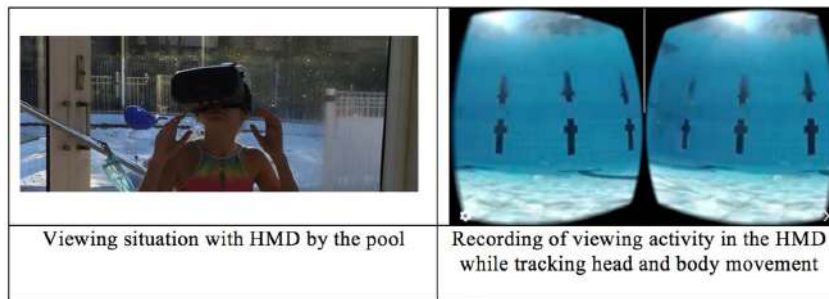 Viewing situation with HMD by the pool
Recording of viewing activity in the HMD
while tracking head and body movement